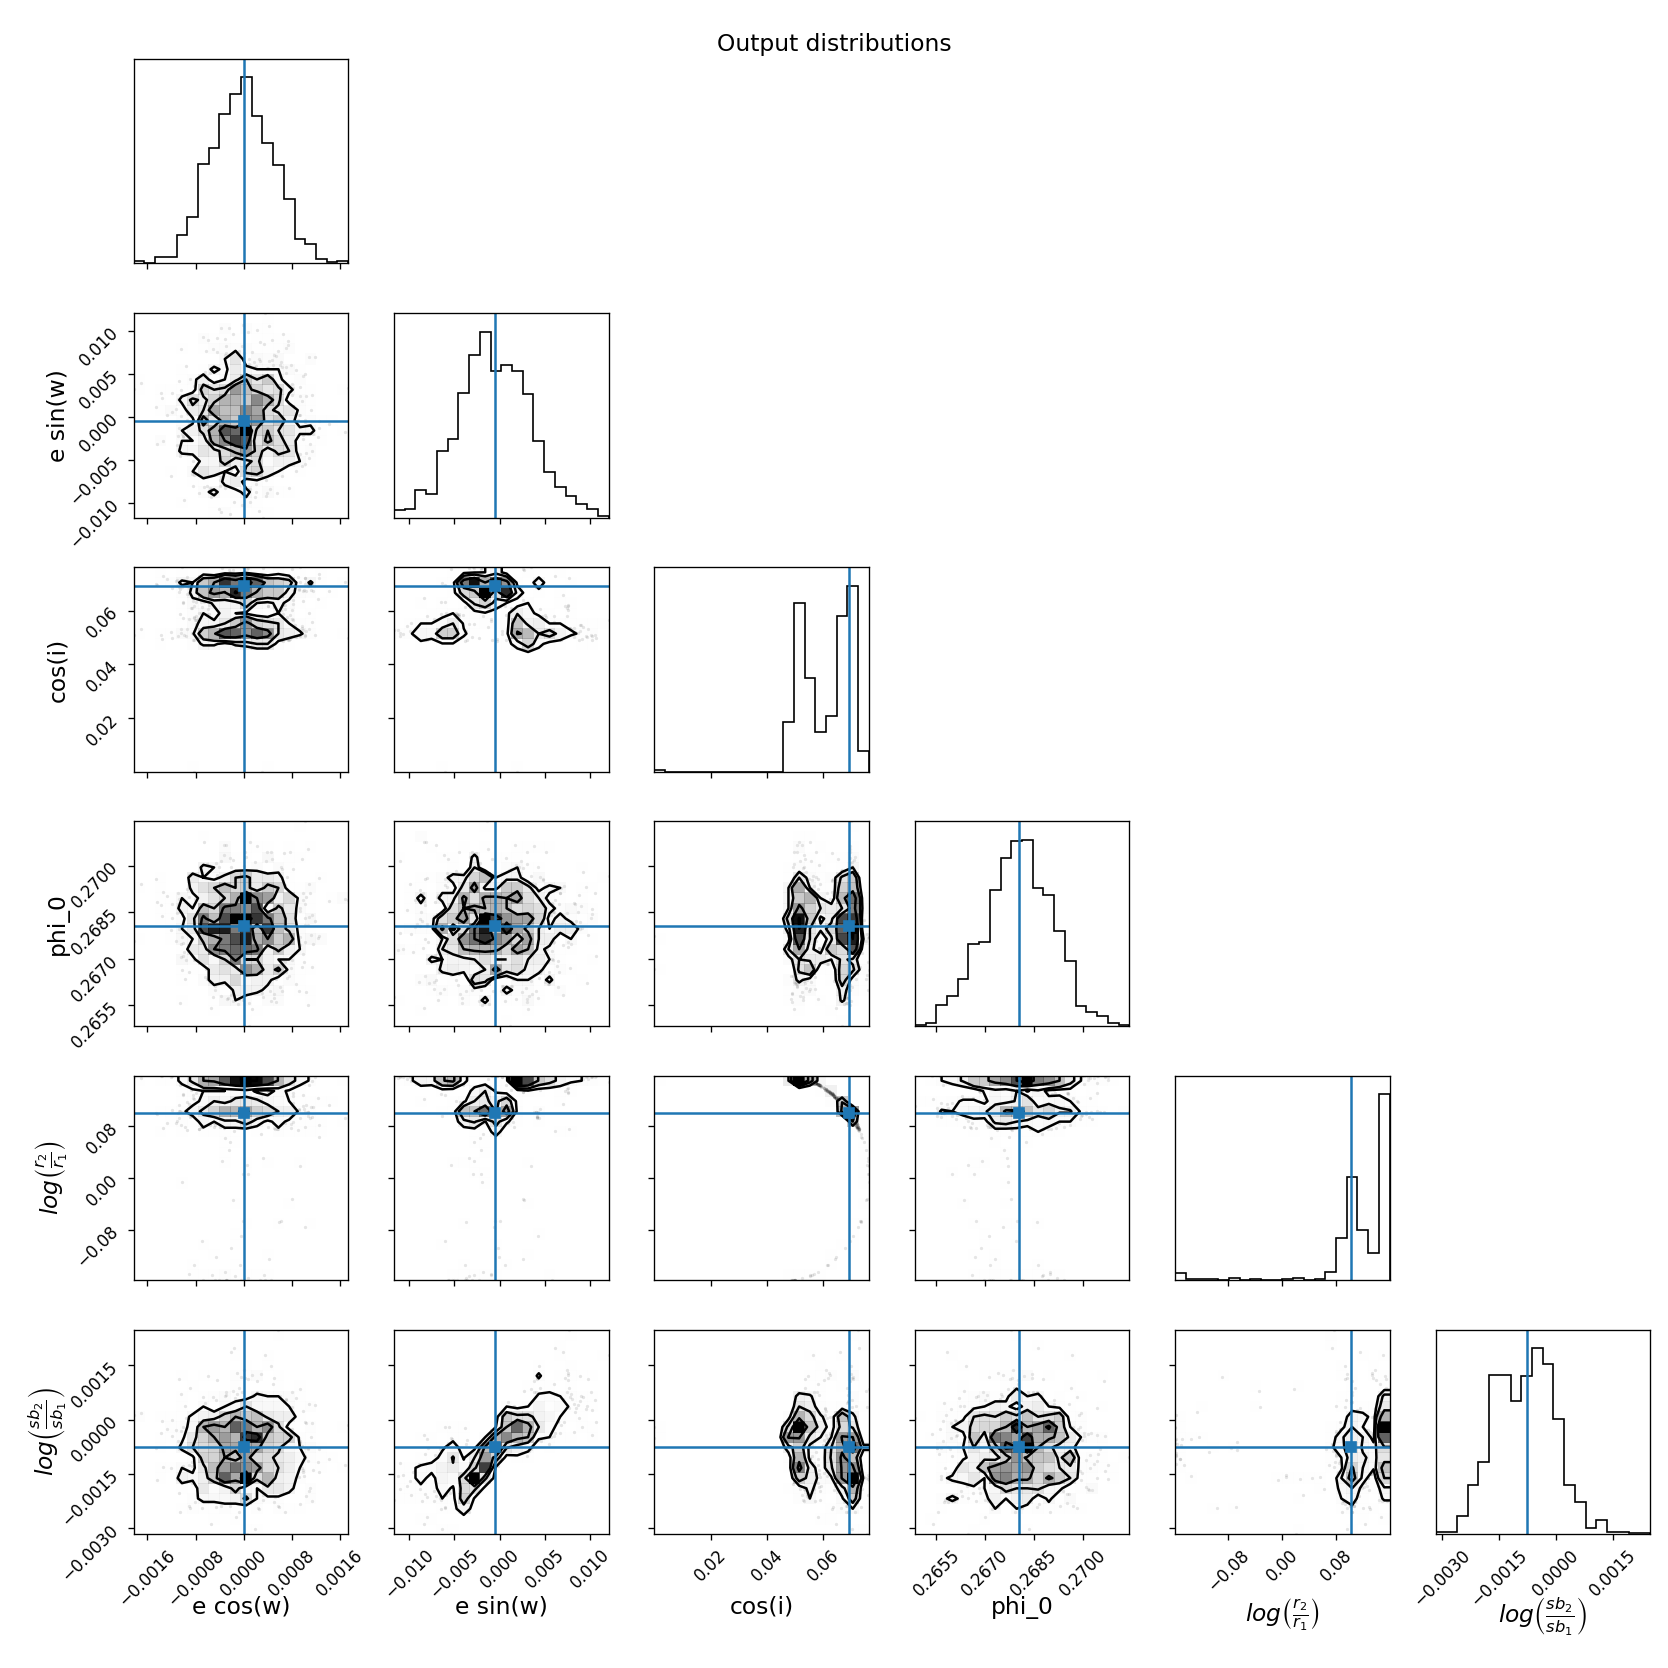 Output distributions
0.010
0.005
0.000
−0.005
−0.010
e sin(w)
0.06
0.04
0.02
cos(i)
0.2700
0.2685
0.2670
0.2655
phi_0
0.08
0.00
−0.08
log(r₂/r₁)
0.0015
0.0000
−0.0015
−0.0030
log(sb₂/sb₁)
−0.0016 −0.0008 0.0000 0.0008 0.0016
−0.010 −0.005 0.000 0.005 0.010
0.02 0.04 0.06
0.2655 0.2670 0.2685 0.2700
−0.08 0.00 0.08
−0.0030 −0.0015 0.0000 0.0015
e cos(w) e sin(w) cos(i) phi_0 log(r₂/r₁) log(sb₂/sb₁)